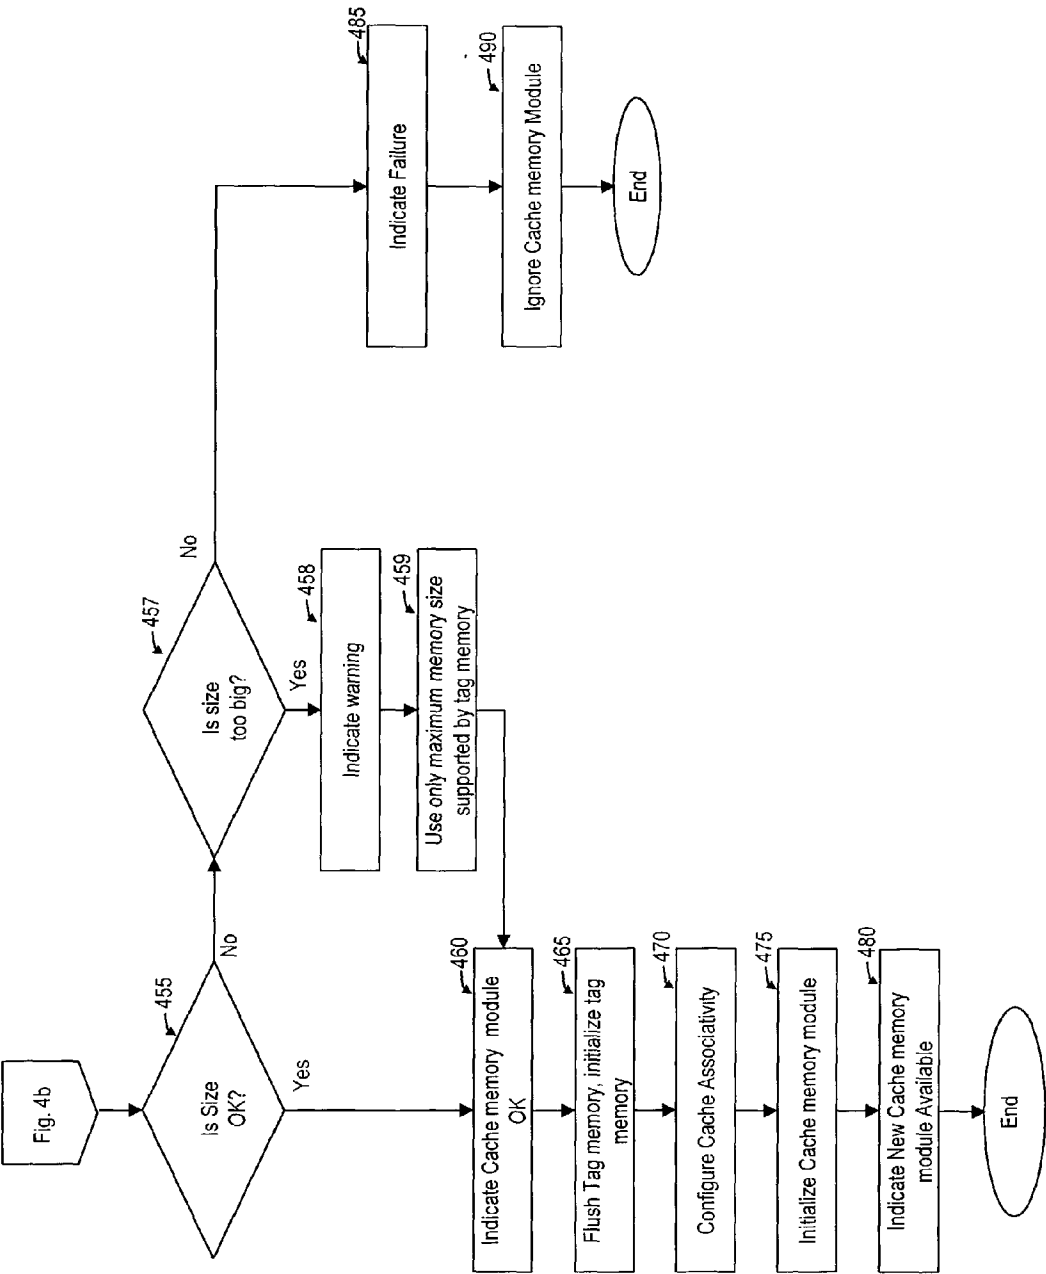 Fig. 4b
455
Is Size
OK?
No
Yes
457
Is size
too big?
No
Yes
458
Indicate warning
459
Use only maximum memory size
supported by tag memory
460
Indicate Cache memory module
OK
465
Flush Tag memory, initialize tag
memory
470
Configure Cache Associativity
475
Initialize Cache memory module
480
Indicate New Cache memory
module Available
End
485
Indicate Failure
490
Ignore Cache memory Module
End